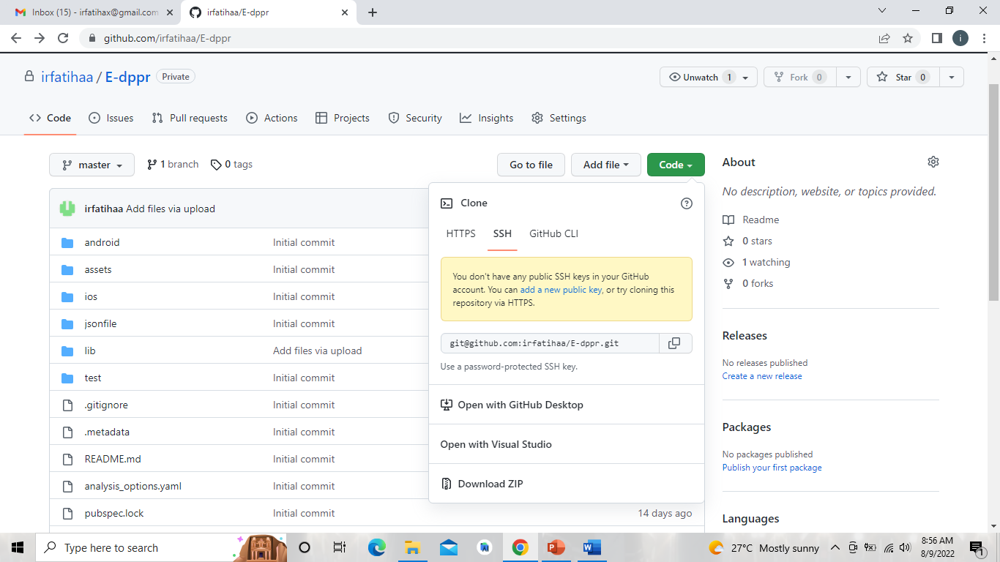 Inbox (15) - irfatihax@gmail.com
irfatihaa/E-dppr
github.com/irfatihaa/E-dppr
i
irfatihaa / E-dppr Private
Unwatch 1
Fork 0
Star 0
Code
Issues
Pull requests
Actions
Projects
Security
Insights
Settings
master
1 branch
0 tags
Go to file
Add file
Code
irfatihaa Add files via upload
android Initial commit
assets Initial commit
ios Initial commit
jsonfile Initial commit
lib Add files via upload
test Initial commit
.gitignore Initial commit
.metadata Initial commit
README.md Initial commit
analysis_options.yaml Initial commit
pubspec.lock Initial commit 14 days ago
Clone
HTTPS SSH GitHub CLI
You don't have any public SSH keys in your GitHub
account. You can add a new public key, or try cloning this
repository via HTTPS.
git@github.com:irfatihaa/E-dppr.git
Use a password-protected SSH key.
Open with GitHub Desktop
Open with Visual Studio
Download ZIP
About
No description, website, or topics provided.
Readme
0 stars
1 watching
0 forks
Releases
No releases published
Create a new release
Packages
No packages published
Publish your first package
Languages
Type here to search
27°C Mostly sunny
8:56 AM
8/9/2022
1